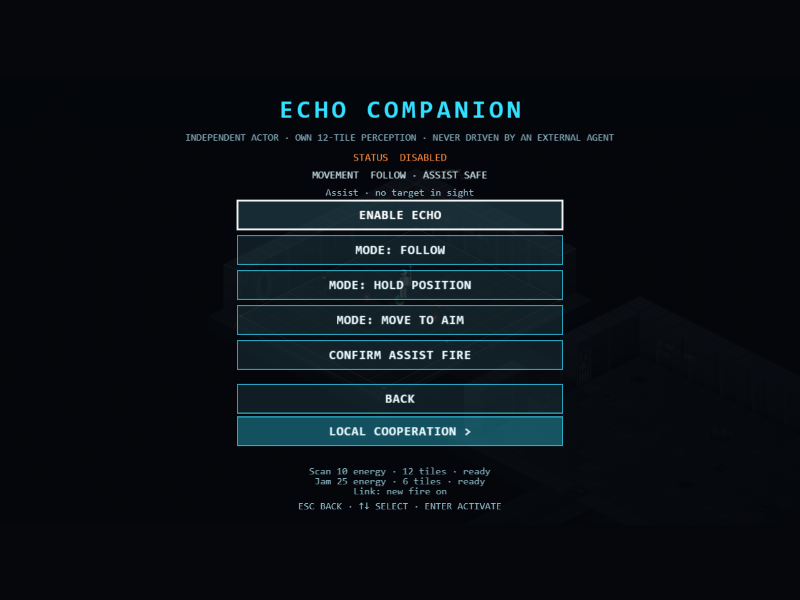 ECHO COMPANION
INDEPENDENT ACTOR · OWN 12-TILE PERCEPTION · NEVER DRIVEN BY AN EXTERNAL AGENT
STATUS DISABLED
MOVEMENT FOLLOW · ASSIST SAFE
Assist · no target in sight
ENABLE ECHO
MODE: FOLLOW
MODE: HOLD POSITION
MODE: MOVE TO AIM
CONFIRM ASSIST FIRE
BACK
LOCAL COOPERATION >
Scan 10 energy · 12 tiles · ready
Jam 25 energy · 6 tiles · ready
Link: new fire on
ESC BACK · ↑↓ SELECT · ENTER ACTIVATE